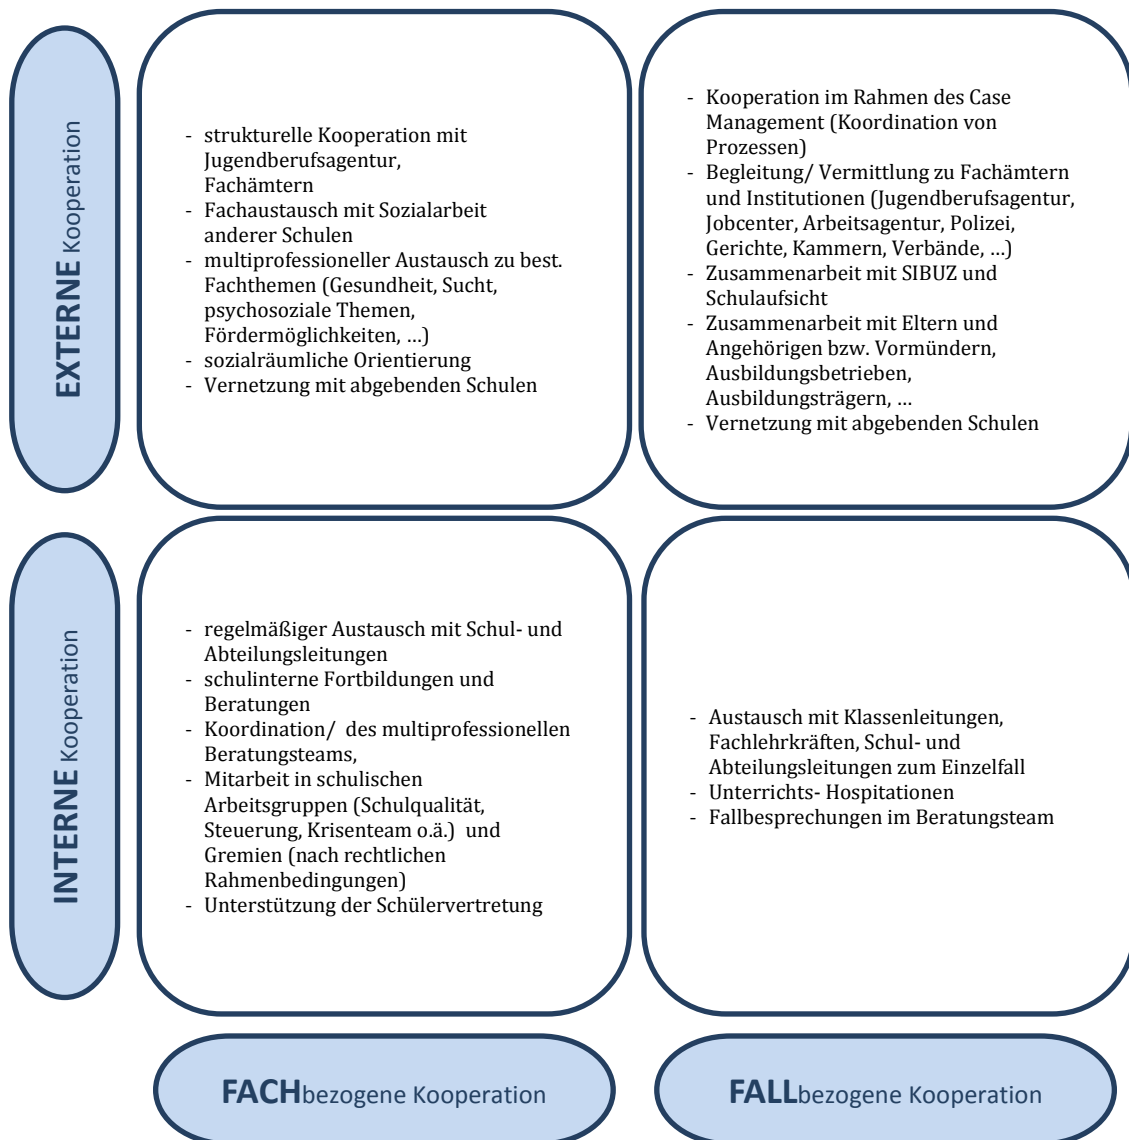 EXTERNE Kooperation
- strukturelle Kooperation mit
Jugendberufsagentur,
Fachämtern
- Fachaustausch mit Sozialarbeit
anderer Schulen
- multiprofessioneller Austausch zu best.
Fachthemen (Gesundheit, Sucht,
psychosoziale Themen,
Fördermöglichkeiten, …)
- sozialräumliche Orientierung
- Vernetzung mit abgebenden Schulen
- Kooperation im Rahmen des Case
Management (Koordination von
Prozessen)
- Begleitung/ Vermittlung zu Fachämtern
und Institutionen (Jugendberufsagentur,
Jobcenter, Arbeitsagentur, Polizei,
Gerichte, Kammern, Verbände, …)
- Zusammenarbeit mit SIBUZ und
Schulaufsicht
- Zusammenarbeit mit Eltern und
Angehörigen bzw. Vormündern,
Ausbildungsbetrieben,
Ausbildungsträgern, …
- Vernetzung mit abgebenden Schulen
INTERNE Kooperation
- regelmäßiger Austausch mit Schul- und
Abteilungsleitungen
- schulinterne Fortbildungen und
Beratungen
- Koordination/ des multiprofessionellen
Beratungsteams,
- Mitarbeit in schulischen
Arbeitsgruppen (Schulqualität,
Steuerung, Krisenteam o.ä.) und
Gremien (nach rechtlichen
Rahmenbedingungen)
- Unterstützung der Schülervertretung
- Austausch mit Klassenleitungen,
Fachlehrkräften, Schul- und
Abteilungsleitungen zum Einzelfall
- Unterrichts- Hospitationen
- Fallbesprechungen im Beratungsteam
FACHbezogene Kooperation
FALLbezogene Kooperation